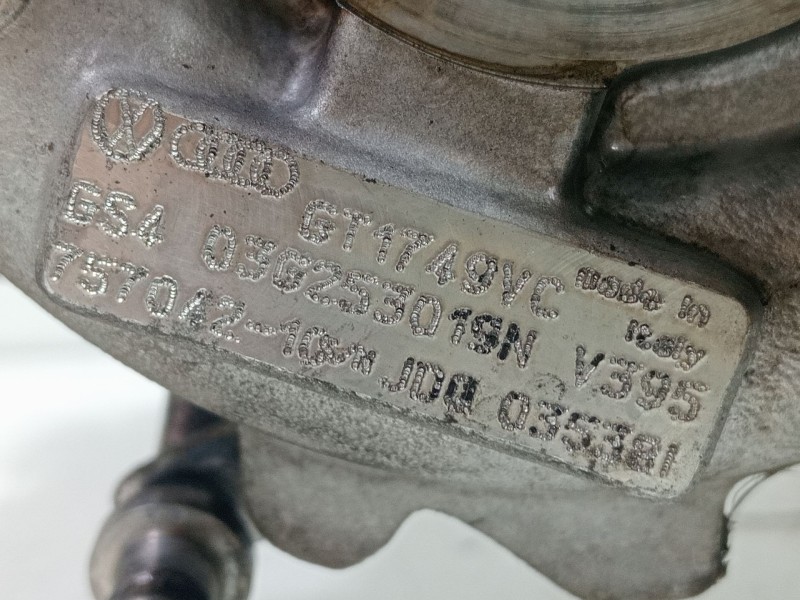 GT1749VC made in
GS4 03G253019N Italy
757042-10 JDQ V395
035381